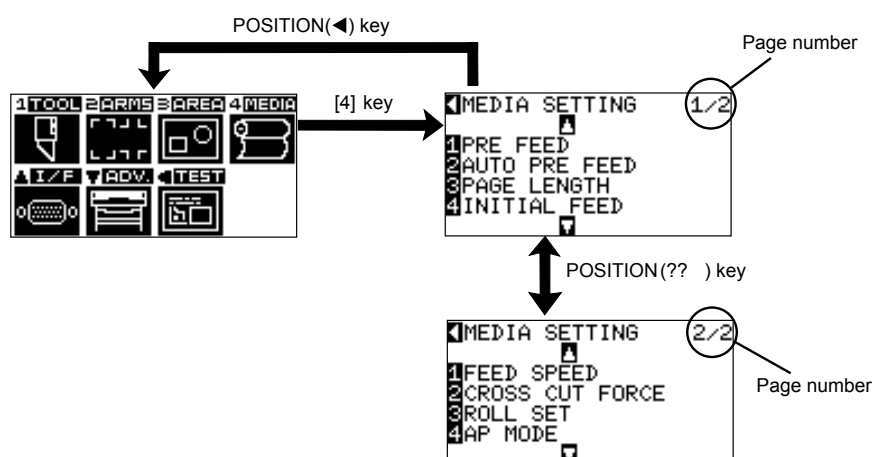 POSITION(◀) key
Page number
1TOOL 2ARMS 3AREA 4MEDIA
[4] key
◀MEDIA SETTING 1/2
▲
1PRE FEED
2AUTO PRE FEED
3PAGE LENGTH
4INITIAL FEED
▼
▲I/F ▼ADV. ◀TEST
POSITION(?? ) key
◀MEDIA SETTING 2/2
▲
1FEED SPEED
2CROSS CUT FORCE
3ROLL SET
4AP MODE
▼
Page number